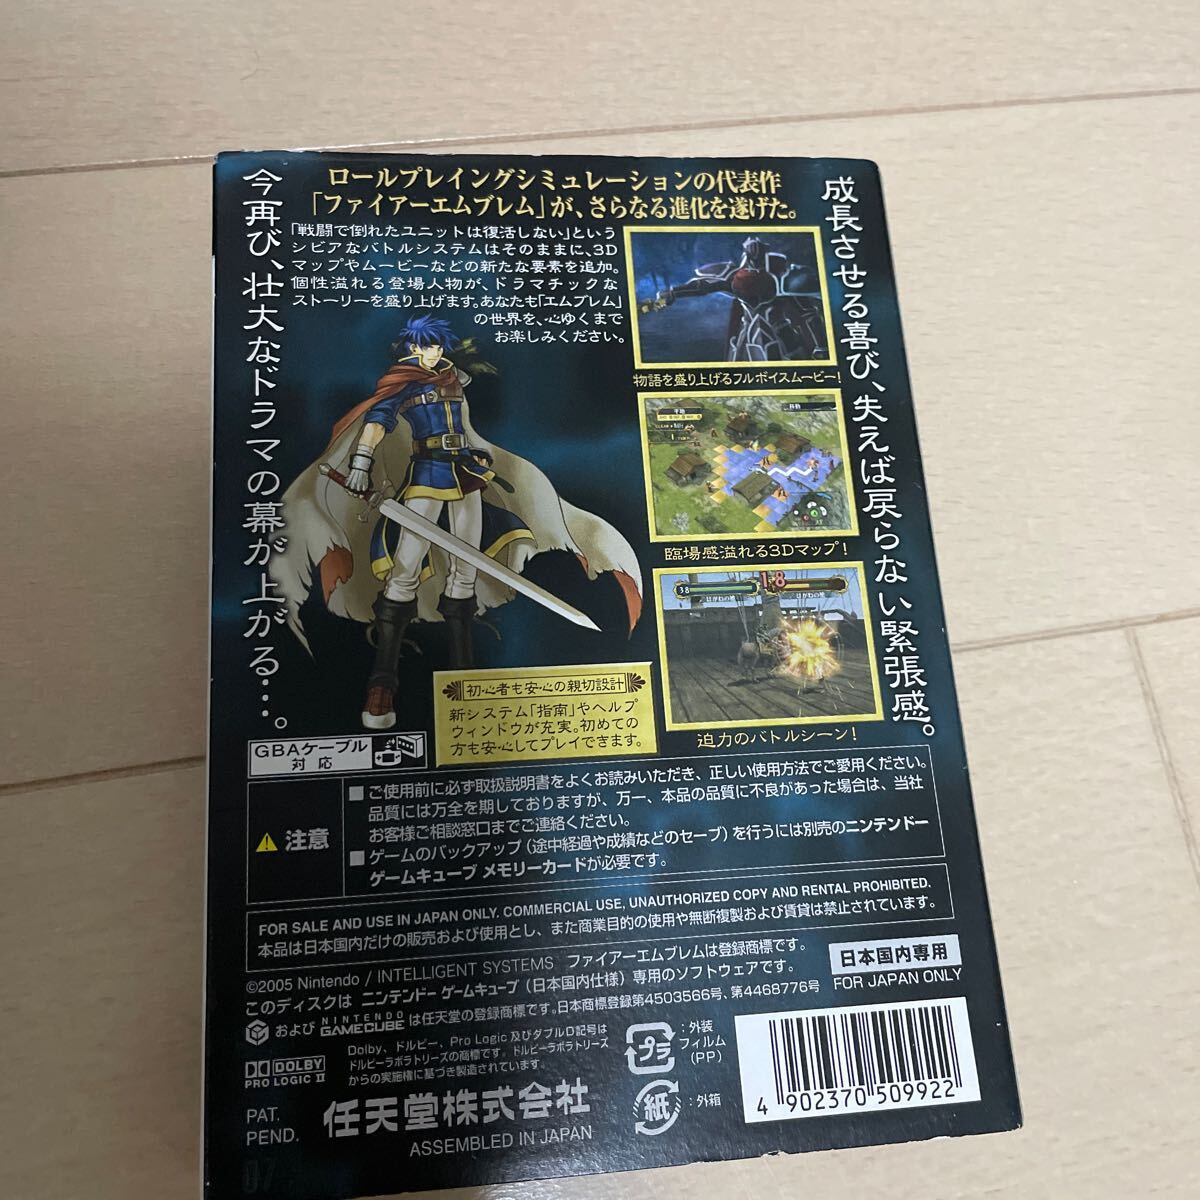 ロールプレイングシミュレーションの代表作
「ファイアーエムブレム」が、さらなる進化を遂げた。
今再び、壮大なドラマの幕が上がる…。
成長させる喜び、失えば戻らない緊張感。
「戦闘で倒れたユニットは復活しない」という
シビアなバトルシステムはそのままに、3D
マップやムービーなどの新たな要素を追加。
個性溢れる登場人物が、ドラマチックな
ストーリーを盛り上げます。あなたも「エムブレム」
の世界を、心ゆくまで
お楽しみください。
物語を盛り上げるフルボイスムービー!
平地
移動
臨場感溢れる3Dマップ!
38
18
はがねの槍
迫力のバトルシーン!
初心者も安心の親切設計
新システム「指南」やヘルプ
ウィンドウが充実。初めての
方も安心してプレイできます。
GBAケーブル
対応
注意
■ご使用前に必ず取扱説明書をよくお読みいただき、正しい使用方法でご愛用ください。
品質には万全を期しておりますが、万一、本品の品質に不良があった場合は、当社
お客様ご相談窓口までご連絡ください。
■ゲームのバックアップ(途中経過や成績などのセーブ)を行うには別売のニンテンドー
ゲームキューブ メモリーカードが必要です。
FOR SALE AND USE IN JAPAN ONLY. COMMERCIAL USE, UNAUTHORIZED COPY AND RENTAL PROHIBITED.
本品は日本国内だけの販売および使用とし、また商業目的の使用や無断複製および賃貸は禁止されています。
©2005 Nintendo / INTELLIGENT SYSTEMS ファイアーエムブレムは登録商標です。
このディスクは ニンテンドー ゲームキューブ (日本国内仕様) 専用のソフトウェアです。
日本国内専用
FOR JAPAN ONLY
および NINTENDO GAMECUBE は任天堂の登録商標です。日本商標登録第4503566号、第4468776号
DOLBY
PRO LOGIC II
Dolby、ドルビー、Pro Logic 及びダブルD記号は
ドルビーラボラトリーズの商標です。ドルビーラボラトリーズ
からの実施権に基づき製造されています。
プラ
:外装
フィルム
(PP)
紙
:外箱
PAT.
PEND.
任天堂株式会社
ASSEMBLED IN JAPAN
4 902370 509922
07